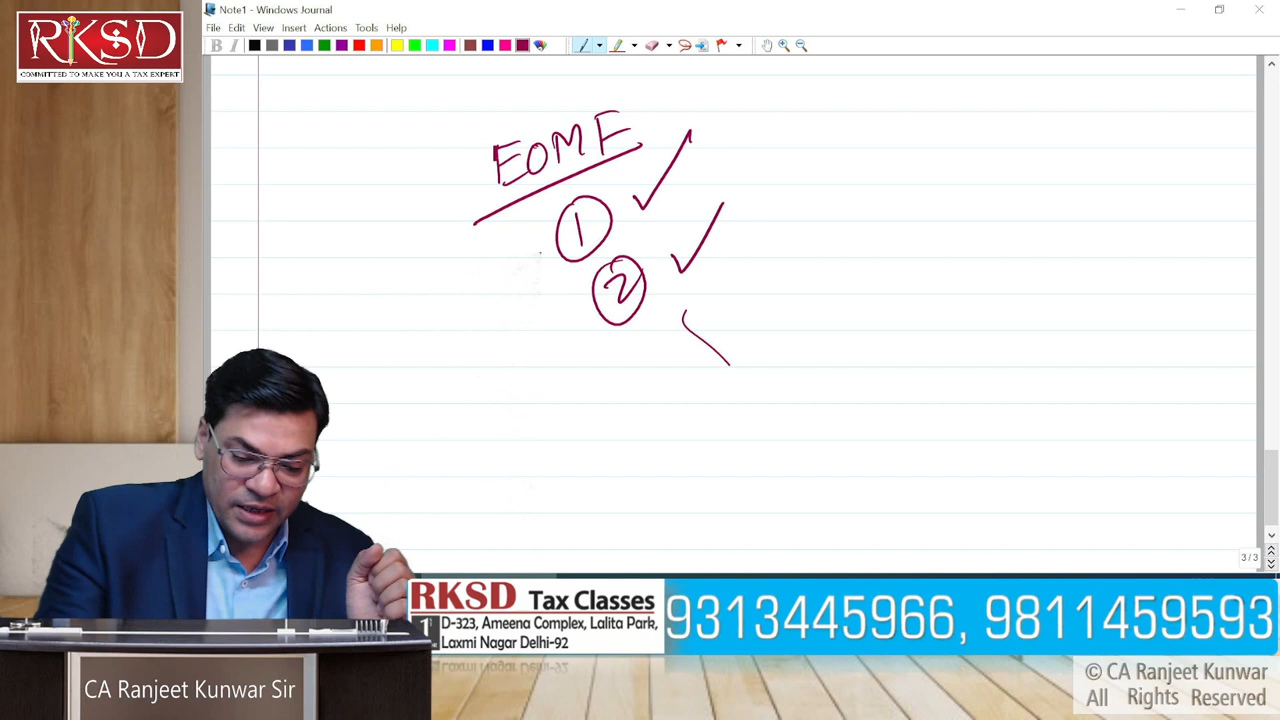 RKSD
COMMITTED TO MAKE YOU A TAX EXPERT
Note1 - Windows Journal
File Edit View Insert Actions Tools Help
B I
EOMF
1
2
3/3
RKSD Tax Classes
D-323, Ameena Complex, Lalita Park,
Laxmi Nagar Delhi-92
9313445966, 9811459593
CA Ranjeet Kunwar Sir
© CA Ranjeet Kunwar
All Rights Reserved